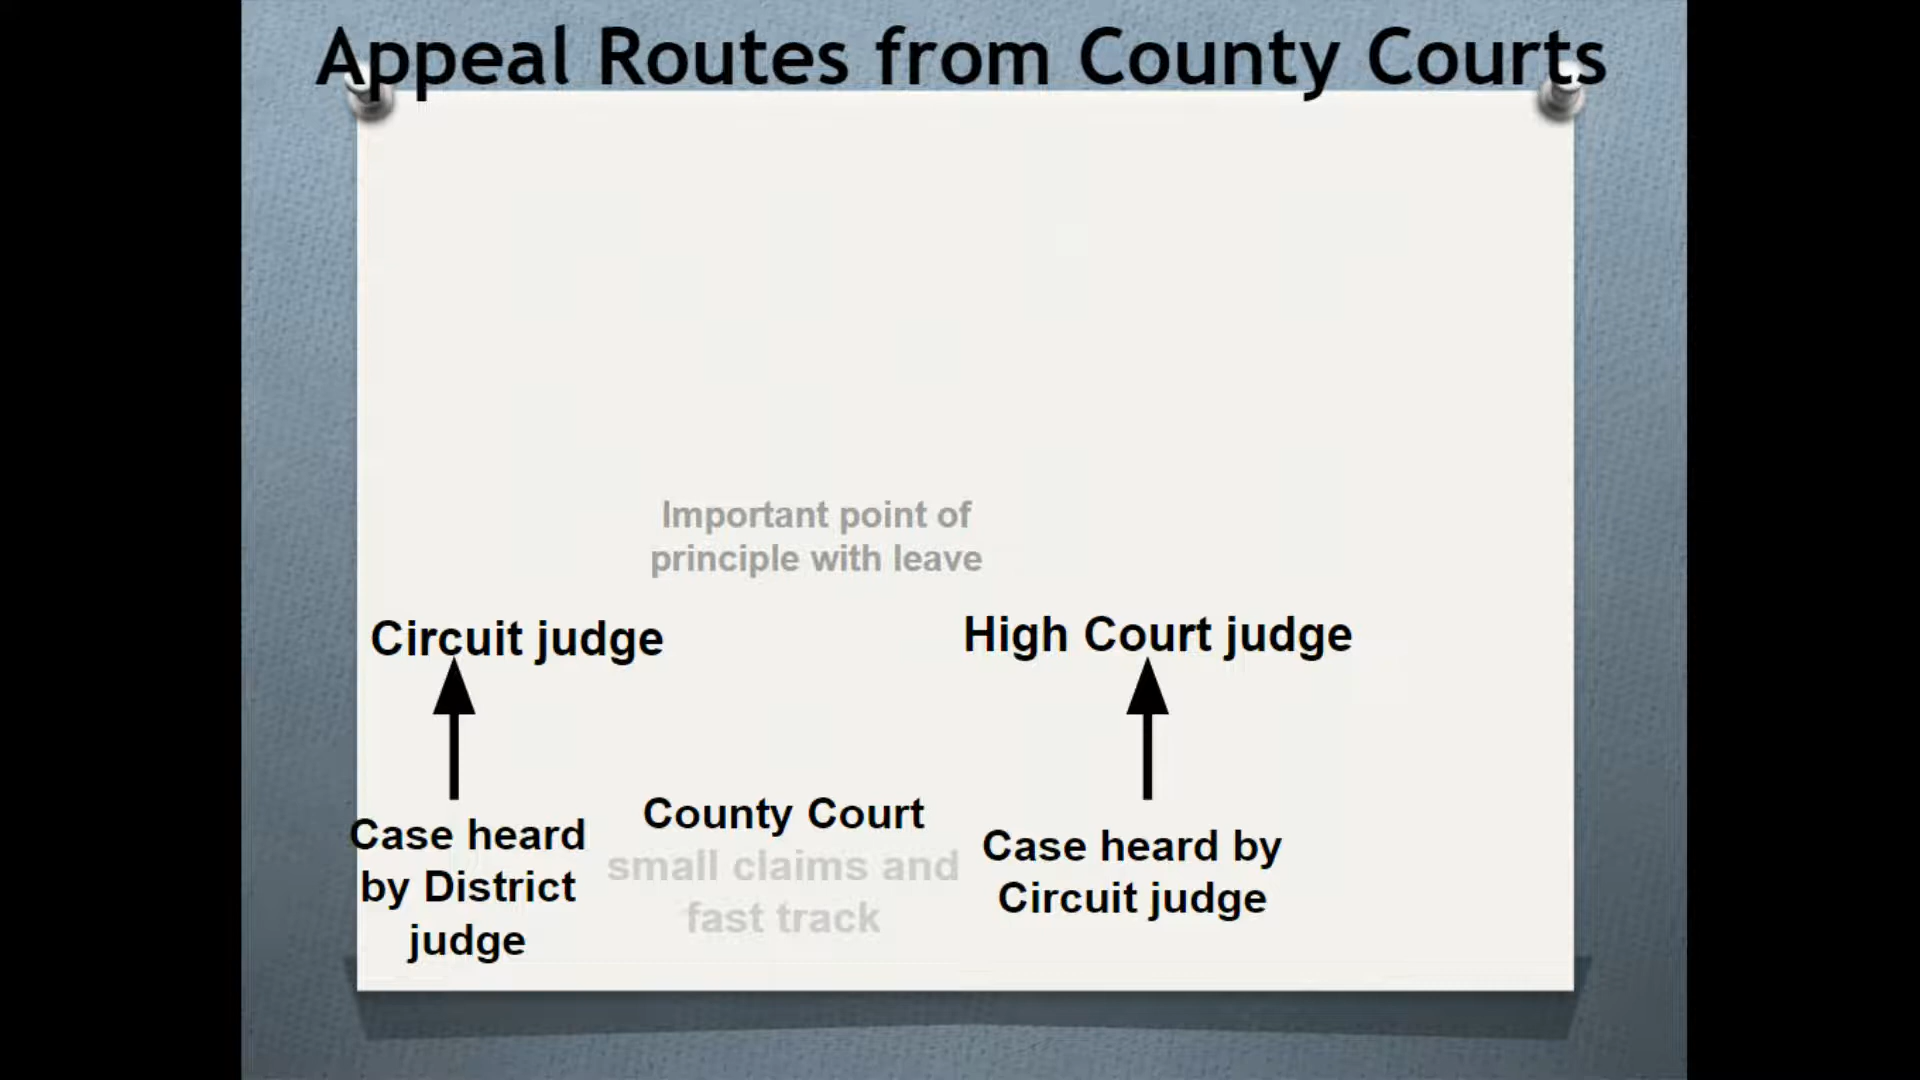 Appeal Routes from County Courts
Important point of
principle with leave
Circuit judge
High Court judge
Case heard
by District
judge
County Court
small claims and
fast track
Case heard by
Circuit judge